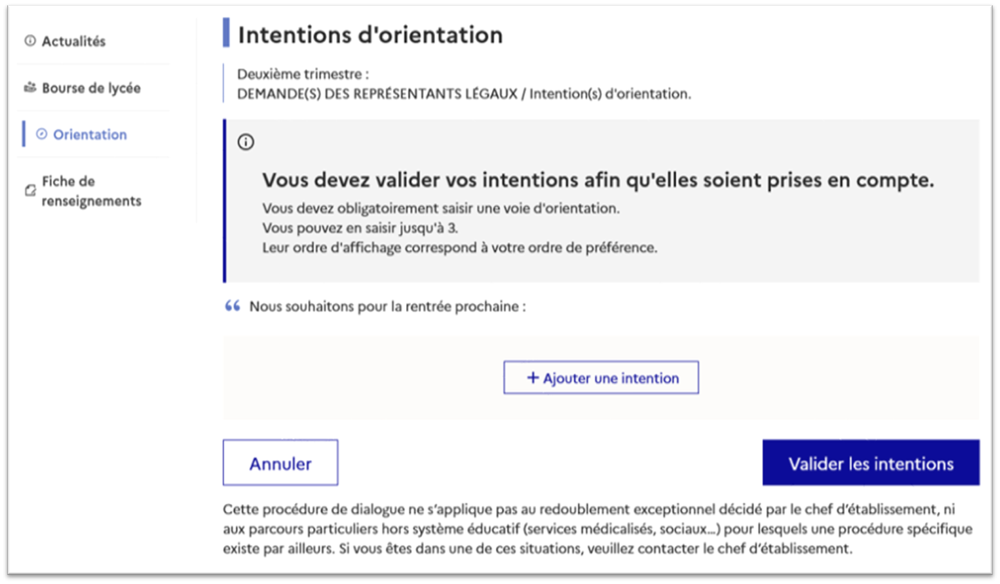 Actualités
Bourse de lycée
Orientation
Fiche de
renseignements
Intentions d'orientation
Deuxième trimestre :
DEMANDE(S) DES REPRÉSENTANTS LÉGAUX / Intention(s) d'orientation.
Vous devez valider vos intentions afin qu'elles soient prises en compte.
Vous devez obligatoirement saisir une voie d'orientation.
Vous pouvez en saisir jusqu'à 3.
Leur ordre d'affichage correspond à votre ordre de préférence.
Nous souhaitons pour la rentrée prochaine :
+ Ajouter une intention
Annuler
Valider les intentions
Cette procédure de dialogue ne s’applique pas au redoublement exceptionnel décidé par le chef d’établissement, ni
aux parcours particuliers hors système éducatif (services médicalisés, sociaux...) pour lesquels une procédure spécifique
existe par ailleurs. Si vous êtes dans une de ces situations, veuillez contacter le chef d’établissement.